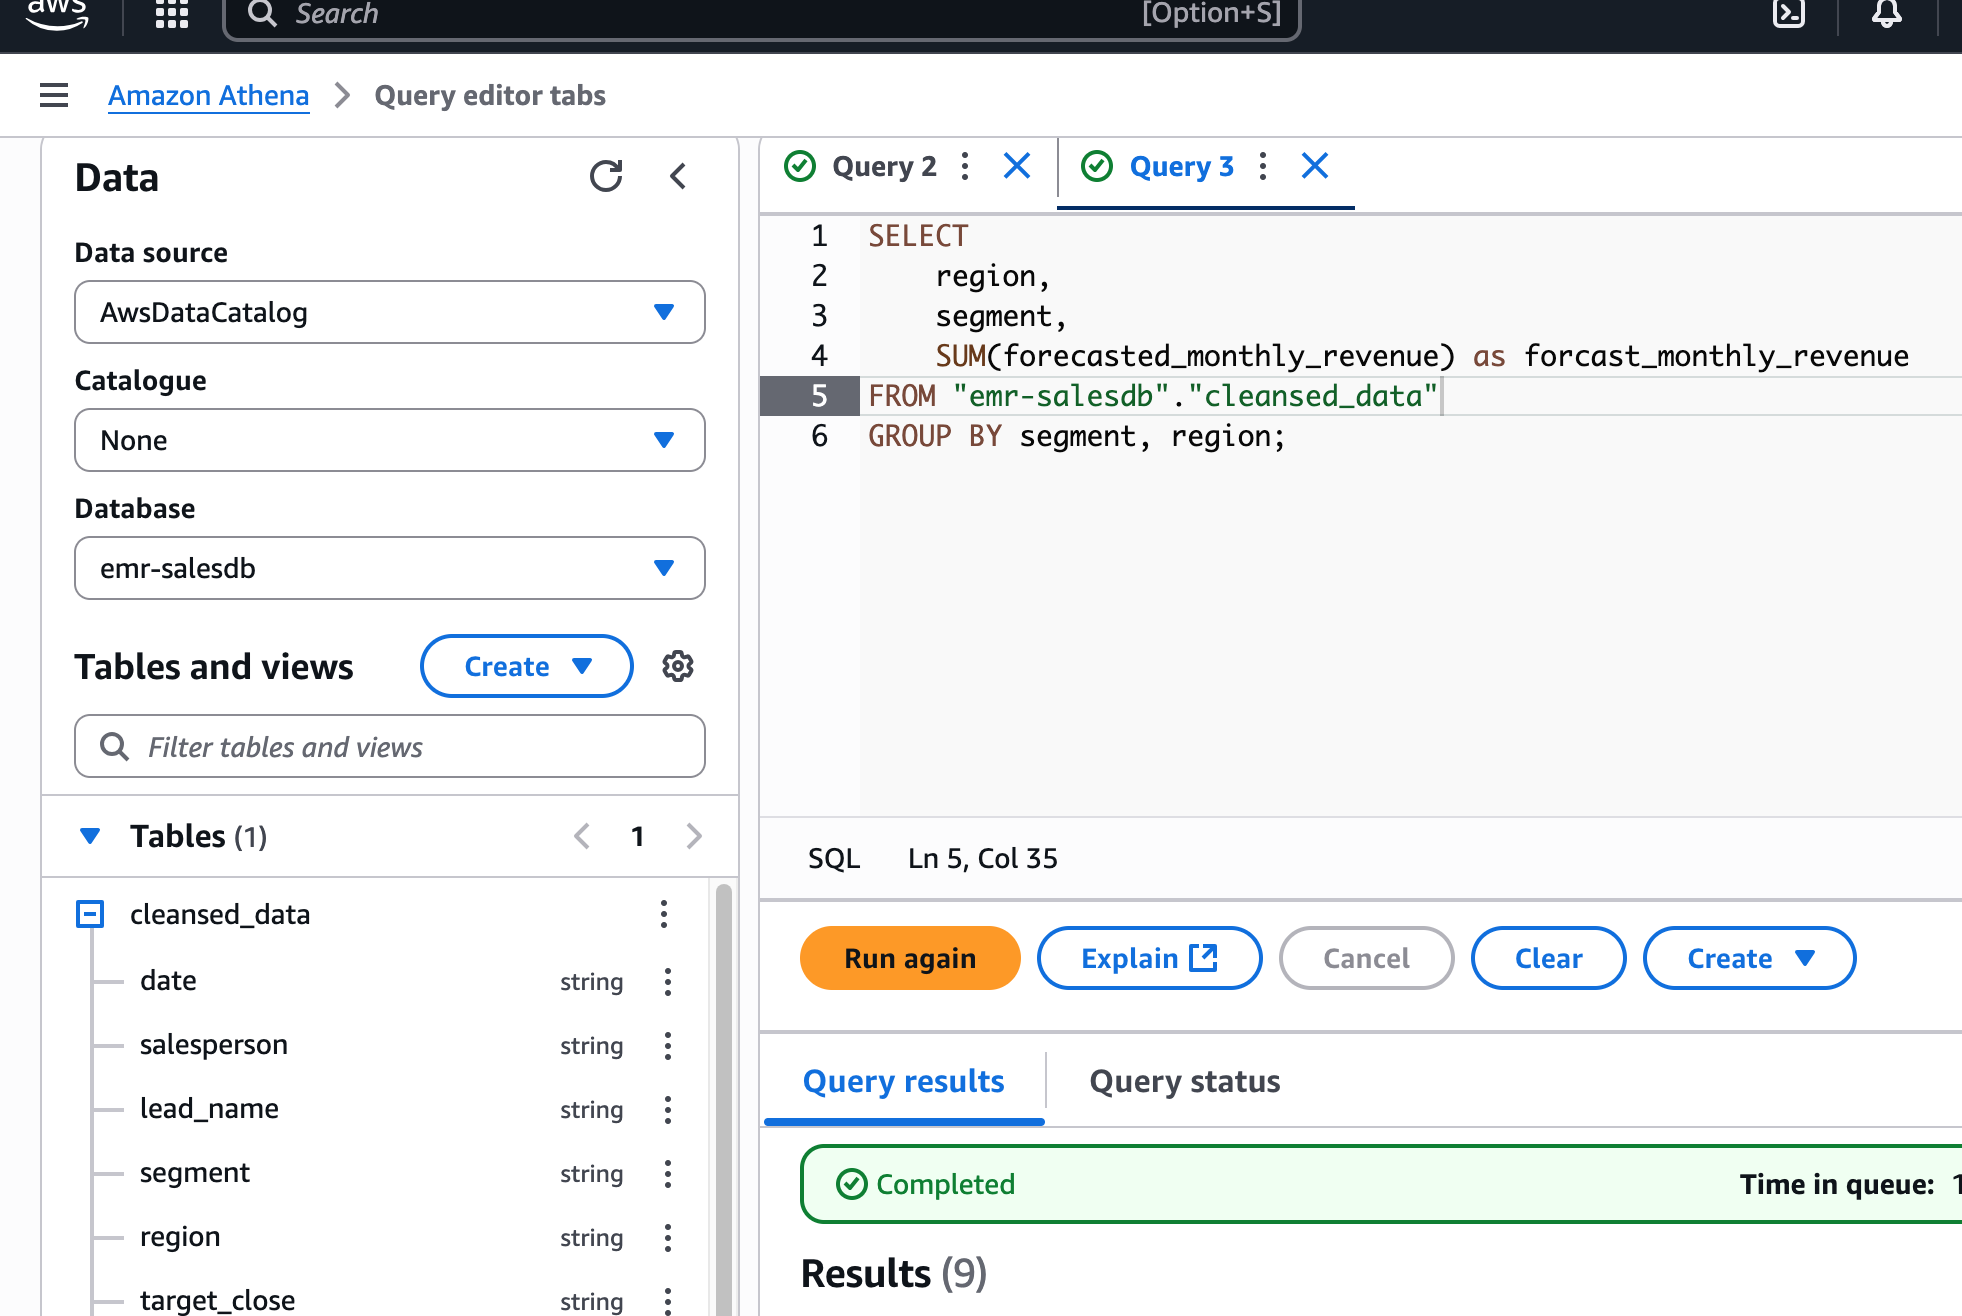 aws
Search
[Option+S]
Amazon Athena
Query editor tabs
Data
Data source
AwsDataCatalog
Catalogue
None
Database
emr-salesdb
Tables and views
Create
Filter tables and views
Tables (1)
1
cleansed_data
date string
salesperson string
lead_name string
segment string
region string
target_close string
Query 2
Query 3
1 SELECT
2 region,
3 segment,
4 SUM(forecasted_monthly_revenue) as forcast_monthly_revenue
5 FROM "emr-salesdb"."cleansed_data"
6 GROUP BY segment, region;
SQL Ln 5, Col 35
Run again
Explain
Cancel
Clear
Create
Query results
Query status
Completed
Time in queue:
Results (9)